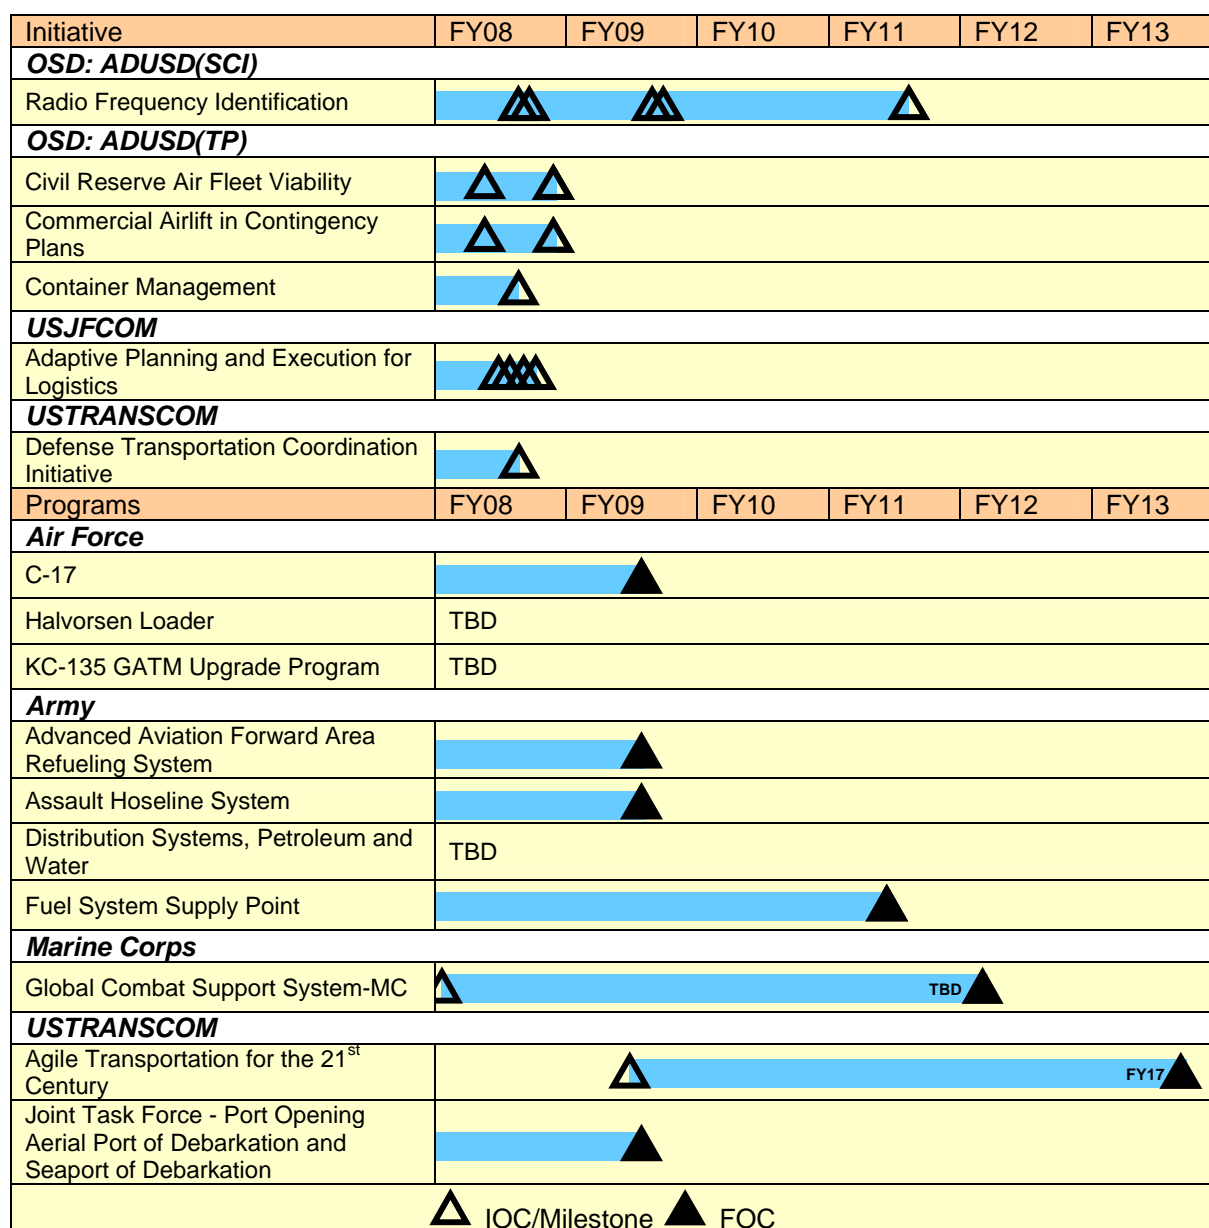 Initiative FY08 FY09 FY10 FY11 FY12 FY13
OSD: ADUSD(SCI)
Radio Frequency Identification
OSD: ADUSD(TP)
Civil Reserve Air Fleet Viability
Commercial Airlift in Contingency
Plans
Container Management
USJFCOM
Adaptive Planning and Execution for
Logistics
USTRANSCOM
Defense Transportation Coordination
Initiative
Programs FY08 FY09 FY10 FY11 FY12 FY13
Air Force
C-17
Halvorsen Loader TBD
KC-135 GATM Upgrade Program TBD
Army
Advanced Aviation Forward Area
Refueling System
Assault Hoseline System
Distribution Systems, Petroleum and
Water
TBD
Fuel System Supply Point
Marine Corps
Global Combat Support System-MC TBD
USTRANSCOM
Agile Transportation for the 21st
Century
FY17
Joint Task Force - Port Opening
Aerial Port of Debarkation and
Seaport of Debarkation
IOC/Milestone FOC